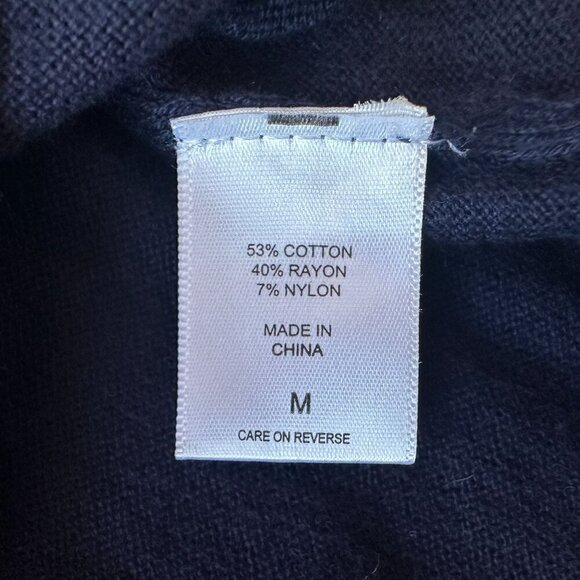 53% COTTON
40% RAYON
7% NYLON
MADE IN
CHINA
M
CARE ON REVERSE